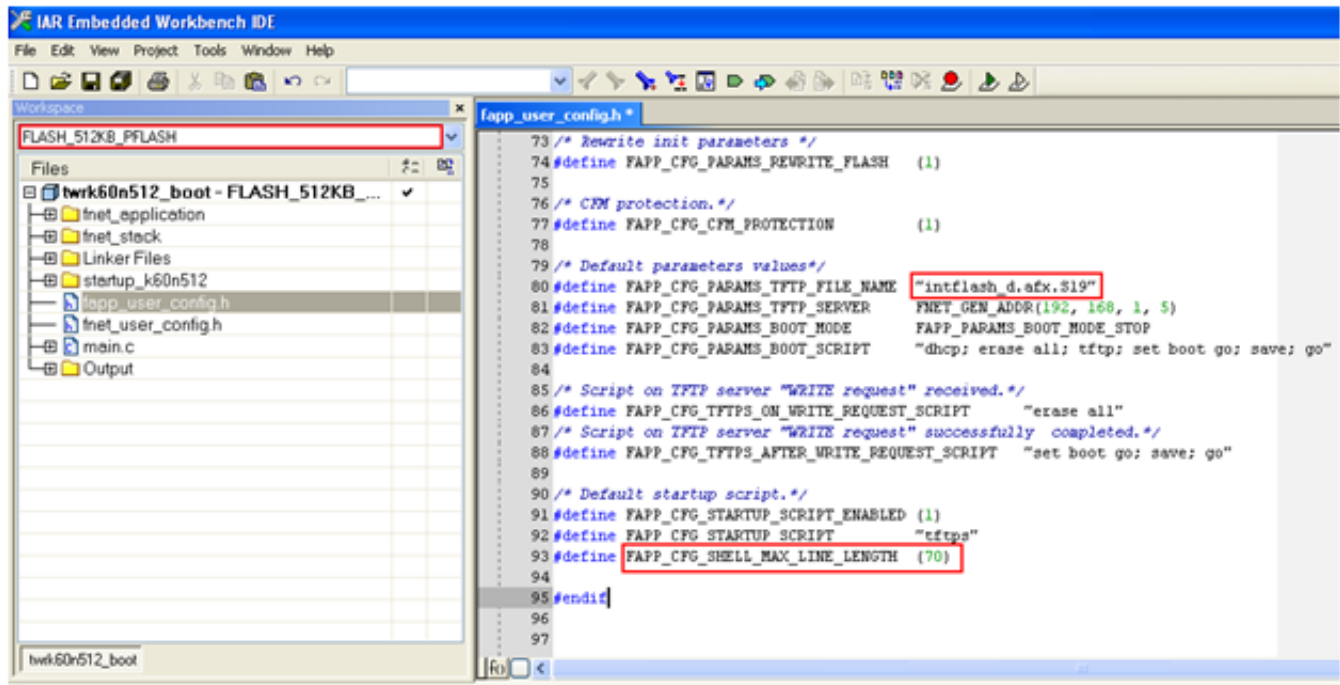 IAR Embedded Workbench IDE
File Edit View Project Tools Window Help
Workspace
FLASH_512KB_PFLASH
Files
twrk60n512_boot - FLASH_512KB_...
fnet_application
fnet_stack
Linker Files
startup_k60n512
fapp_user_config.h
fnet_user_config.h
main.c
Output
twrk60n512_boot
fapp_user_config.h *
73 /* Rewrite init parameters */
74 #define FAPP_CFG_PARAMS_REWRITE_FLASH (1)
75
76 /* CFM protection.*/
77 #define FAPP_CFG_CFM_PROTECTION (1)
78
79 /* Default parameters values*/
80 #define FAPP_CFG_PARAMS_TFTP_FILE_NAME "intflash_d.afx.S19"
81 #define FAPP_CFG_PARAMS_TFTP_SERVER FNET_GEN_ADDR(192, 168, 1, 5)
82 #define FAPP_CFG_PARAMS_BOOT_MODE FAPP_PARAMS_BOOT_MODE_STOP
83 #define FAPP_CFG_PARAMS_BOOT_SCRIPT "dhcp; erase all; tftp; set boot go; save; go"
84
85 /* Script on TFTP server "WRITE request" received.*/
86 #define FAPP_CFG_TFTPS_ON_WRITE_REQUEST_SCRIPT "erase all"
87 /* Script on TFTP server "WRITE request" successfully completed.*/
88 #define FAPP_CFG_TFTPS_AFTER_WRITE_REQUEST_SCRIPT "set boot go; save; go"
89
90 /* Default startup script.*/
91 #define FAPP_CFG_STARTUP_SCRIPT_ENABLED (1)
92 #define FAPP_CFG_STARTUP_SCRIPT "tftps"
93 #define FAPP_CFG_SHELL_MAX_LINE_LENGTH (70)
94
95 #endif
96
97
fo